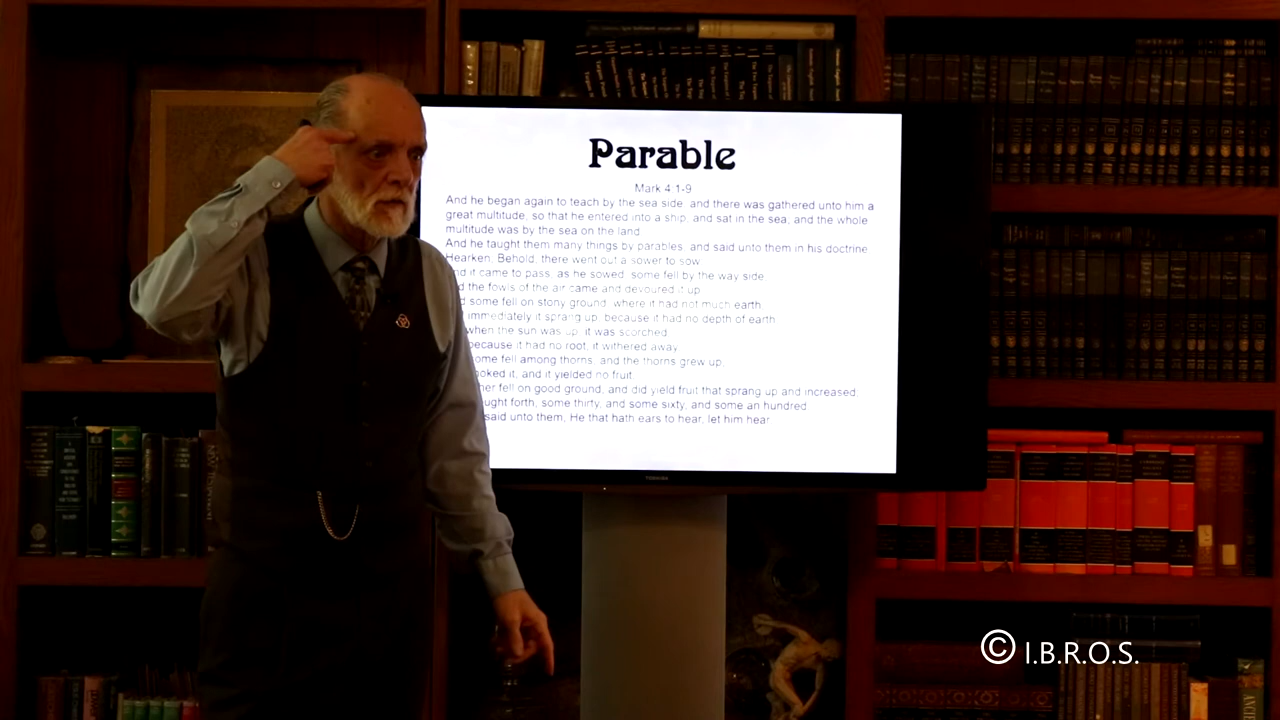 Parable
Mark 4:1-9
And he began again to teach by the sea side: and there was gathered unto him a
great multitude, so that he entered into a ship, and sat in the sea; and the whole
multitude was by the sea on the land
And he taught them many things by parables, and said unto them in his doctrine
Hearken; Behold, there went out a sower to sow
nd it came to pass, as he sowed, some fell by the way side,
d the fowls of the air came and devoured it up
d some fell on stony ground, where it had not much earth;
immediately it sprang up, because it had no depth of earth
when the sun was up, it was scorched
because it had no root, it withered away
ome fell among thorns, and the thorns grew up,
oked it, and it yielded no fruit
her fell on good ground, and did yield fruit that sprang up and increased;
ught forth, some thirty, and some sixty, and some an hundred
said unto them, He that hath ears to hear, let him hear
TOSHIBA
© I.B.R.O.S.